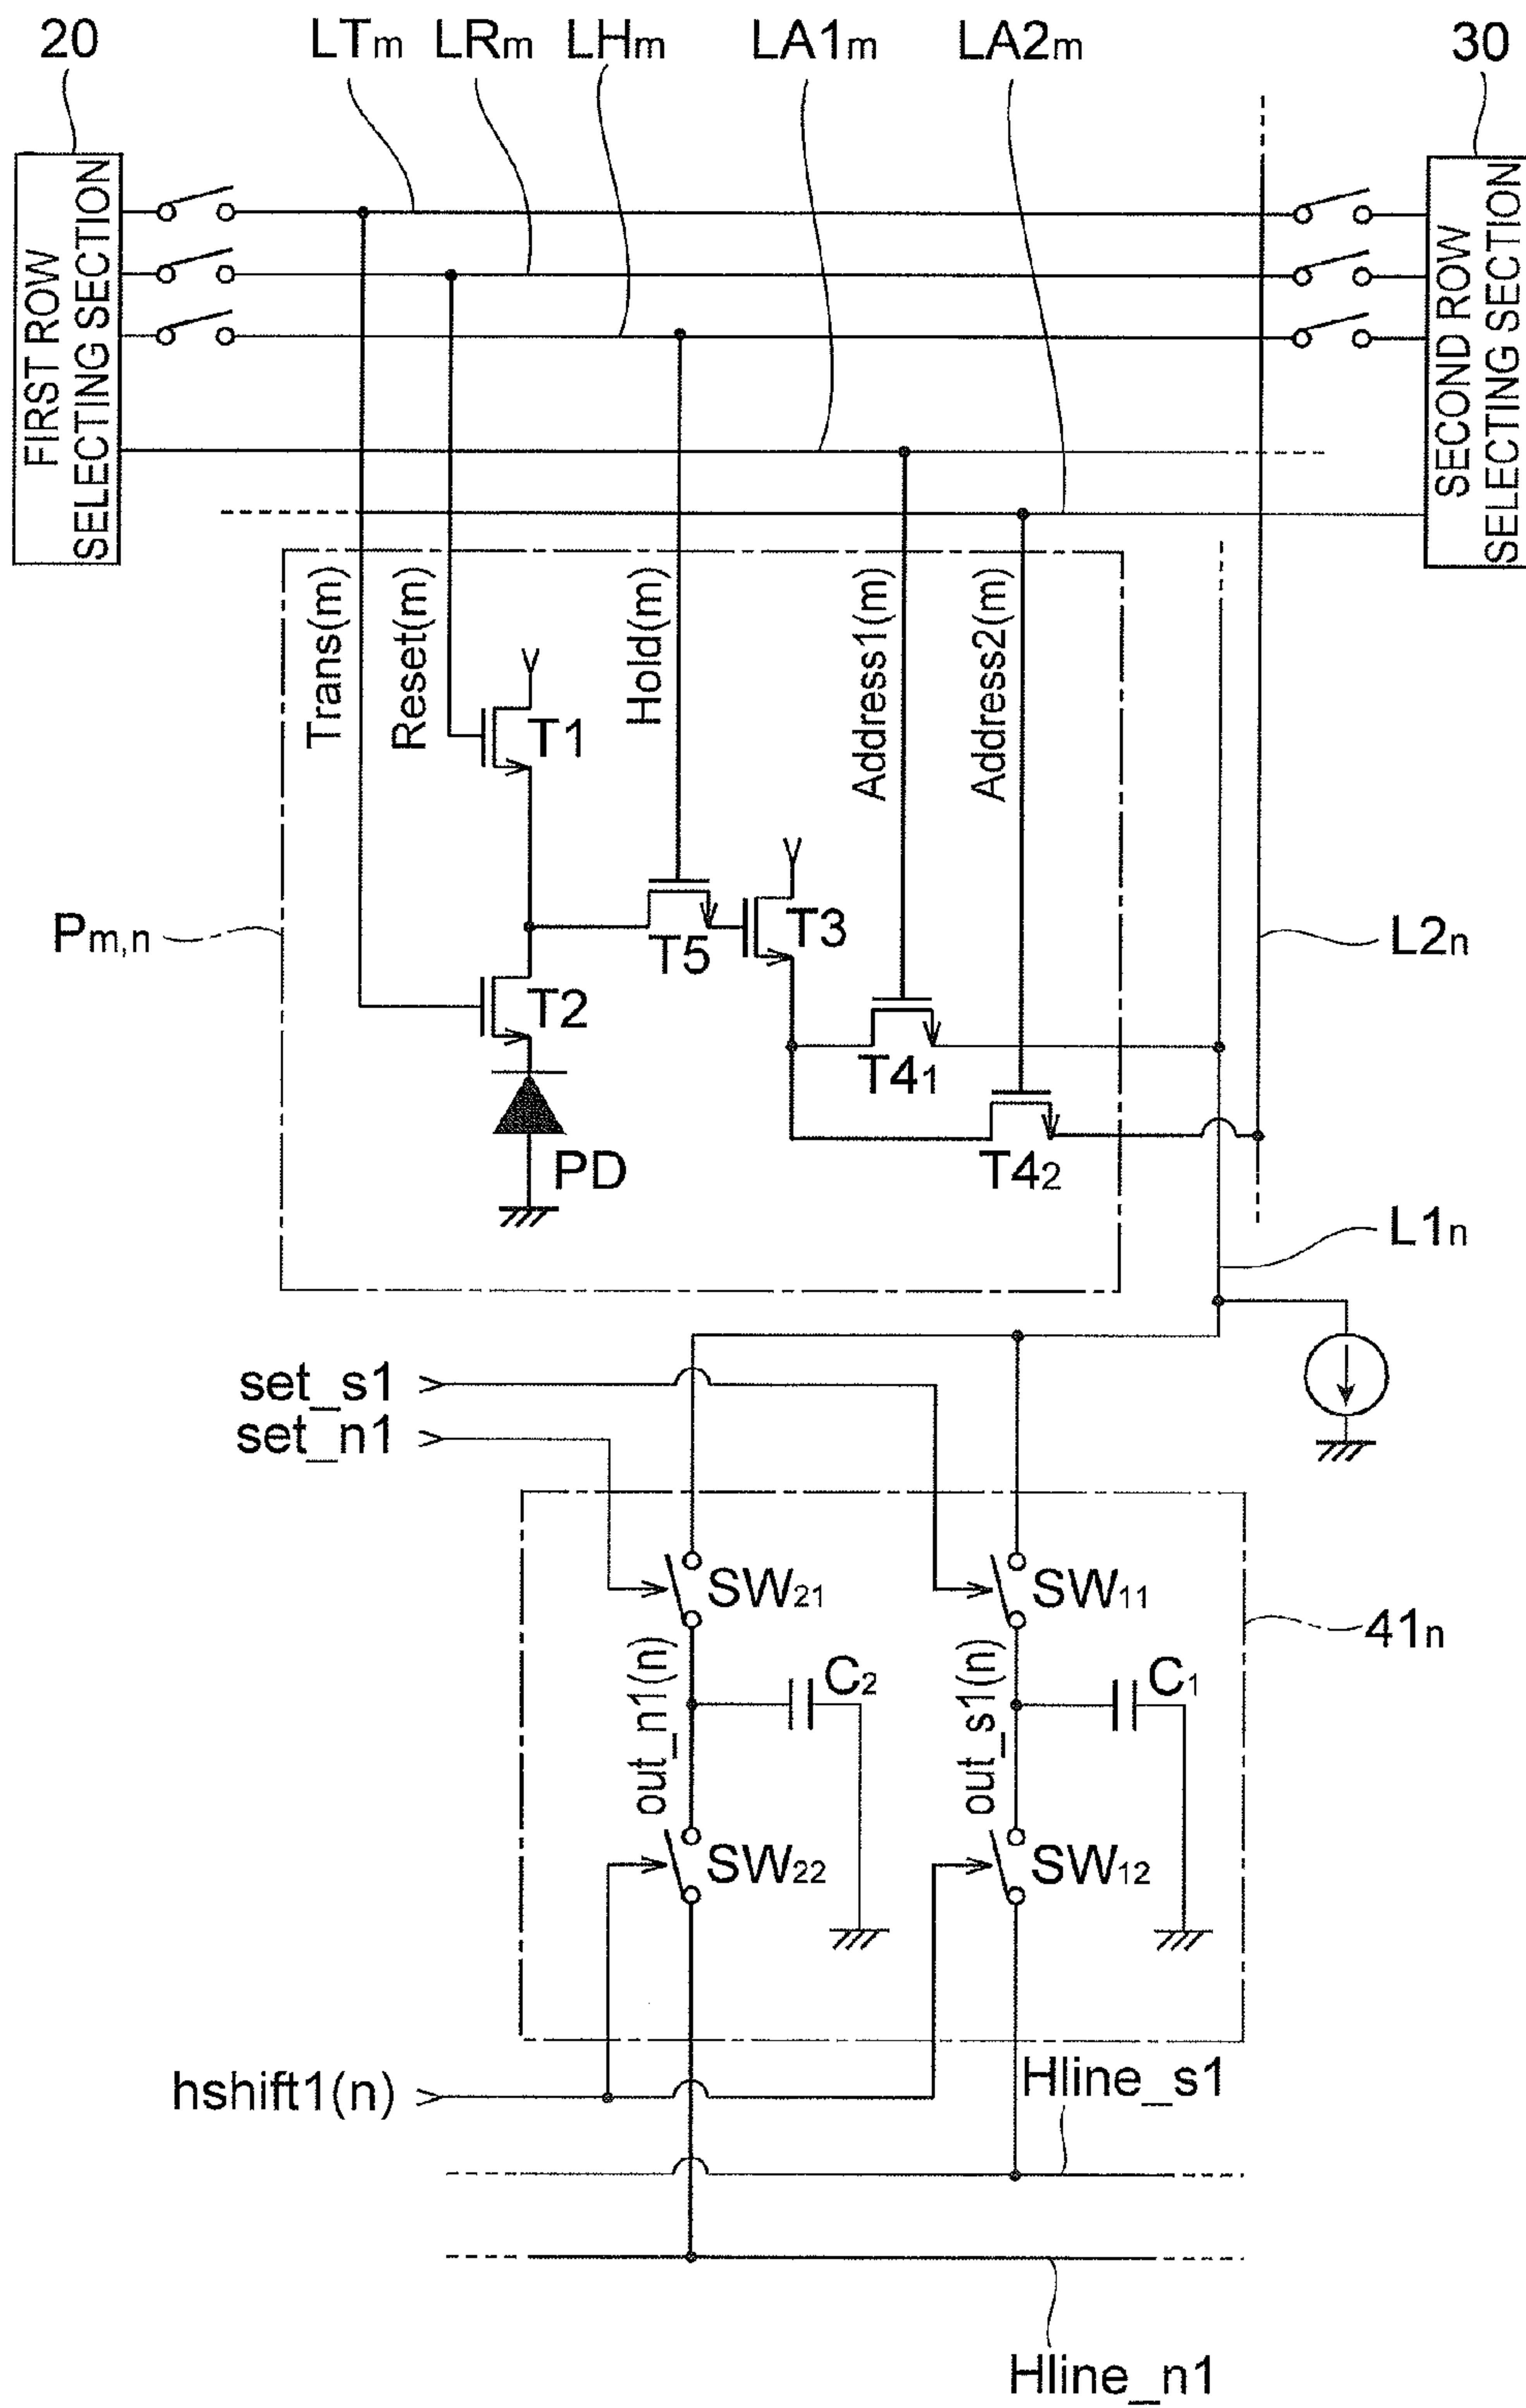 20
LTm
LRm
LHm
LA1m
LA2m
30
FIRST ROW
SELECTING SECTION
SECOND ROW
SELECTING SECTION
Trans(m)
Reset(m)
Hold(m)
Address1(m)
Address2(m)
T1
Pm,n
T5
T3
L2n
T2
T41
PD
T42
L1n
set_s1
set_n1
SW21
SW11
41n
out_n1(n)
C2
out_s1(n)
C1
SW22
SW12
hshift1(n)
Hline_s1
Hline_n1